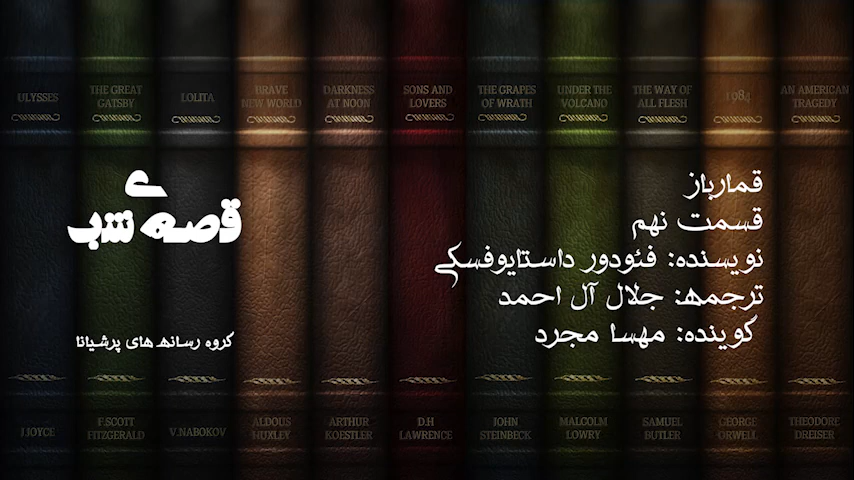 ULYSSES
THE GREAT
GATSBY
LOLITA
BRAVE
NEW WORLD
DARKNESS
AT NOON
SONS AND
LOVERS
THE GRAPES
OF WRATH
UNDER THE
VOLCANO
THE WAY OF
ALL FLESH
1984
AN AMERICAN
TRAGEDY
قصه‌ی شب
گروه رسانه های پرشیانا
قمارباز
قسمت نهم
نویسنده: فئودور داستایوفسکی
ترجمه: جلال آل احمد
گوینده: مهسا مجرد
J.JOYCE
F.SCOTT
FITZGERALD
V.NABOKOV
ALDOUS
HUXLEY
ARTHUR
KOESTLER
D.H
LAWRENCE
JOHN
STEINBECK
MALCOLM
LOWRY
SAMUEL
BUTLER
GEORGE
ORWELL
THEODORE
DREISER